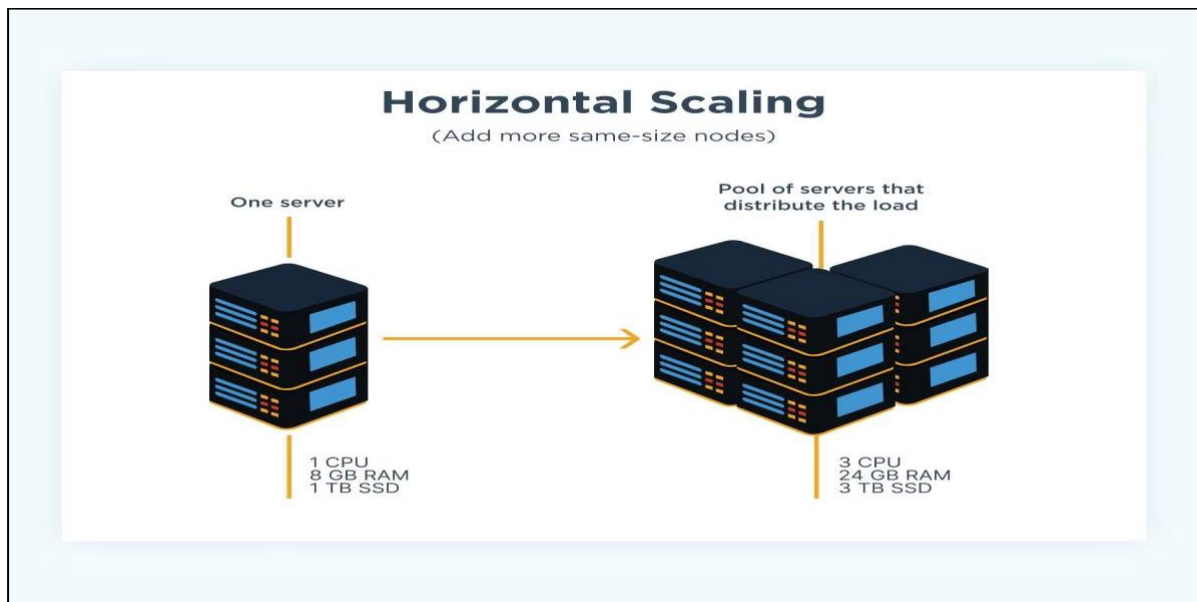 Horizontal Scaling
(Add more same-size nodes)
One server
Pool of servers that
distribute the load
1 CPU
8 GB RAM
1 TB SSD
3 CPU
24 GB RAM
3 TB SSD